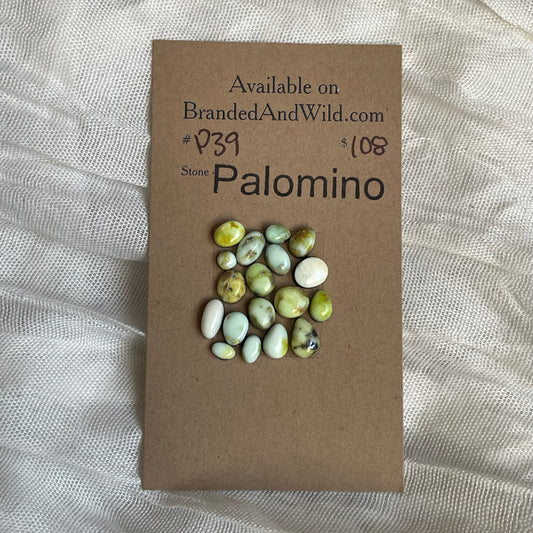 Available on
BrandedAndWild.com
# P39 $108
Stone Palomino